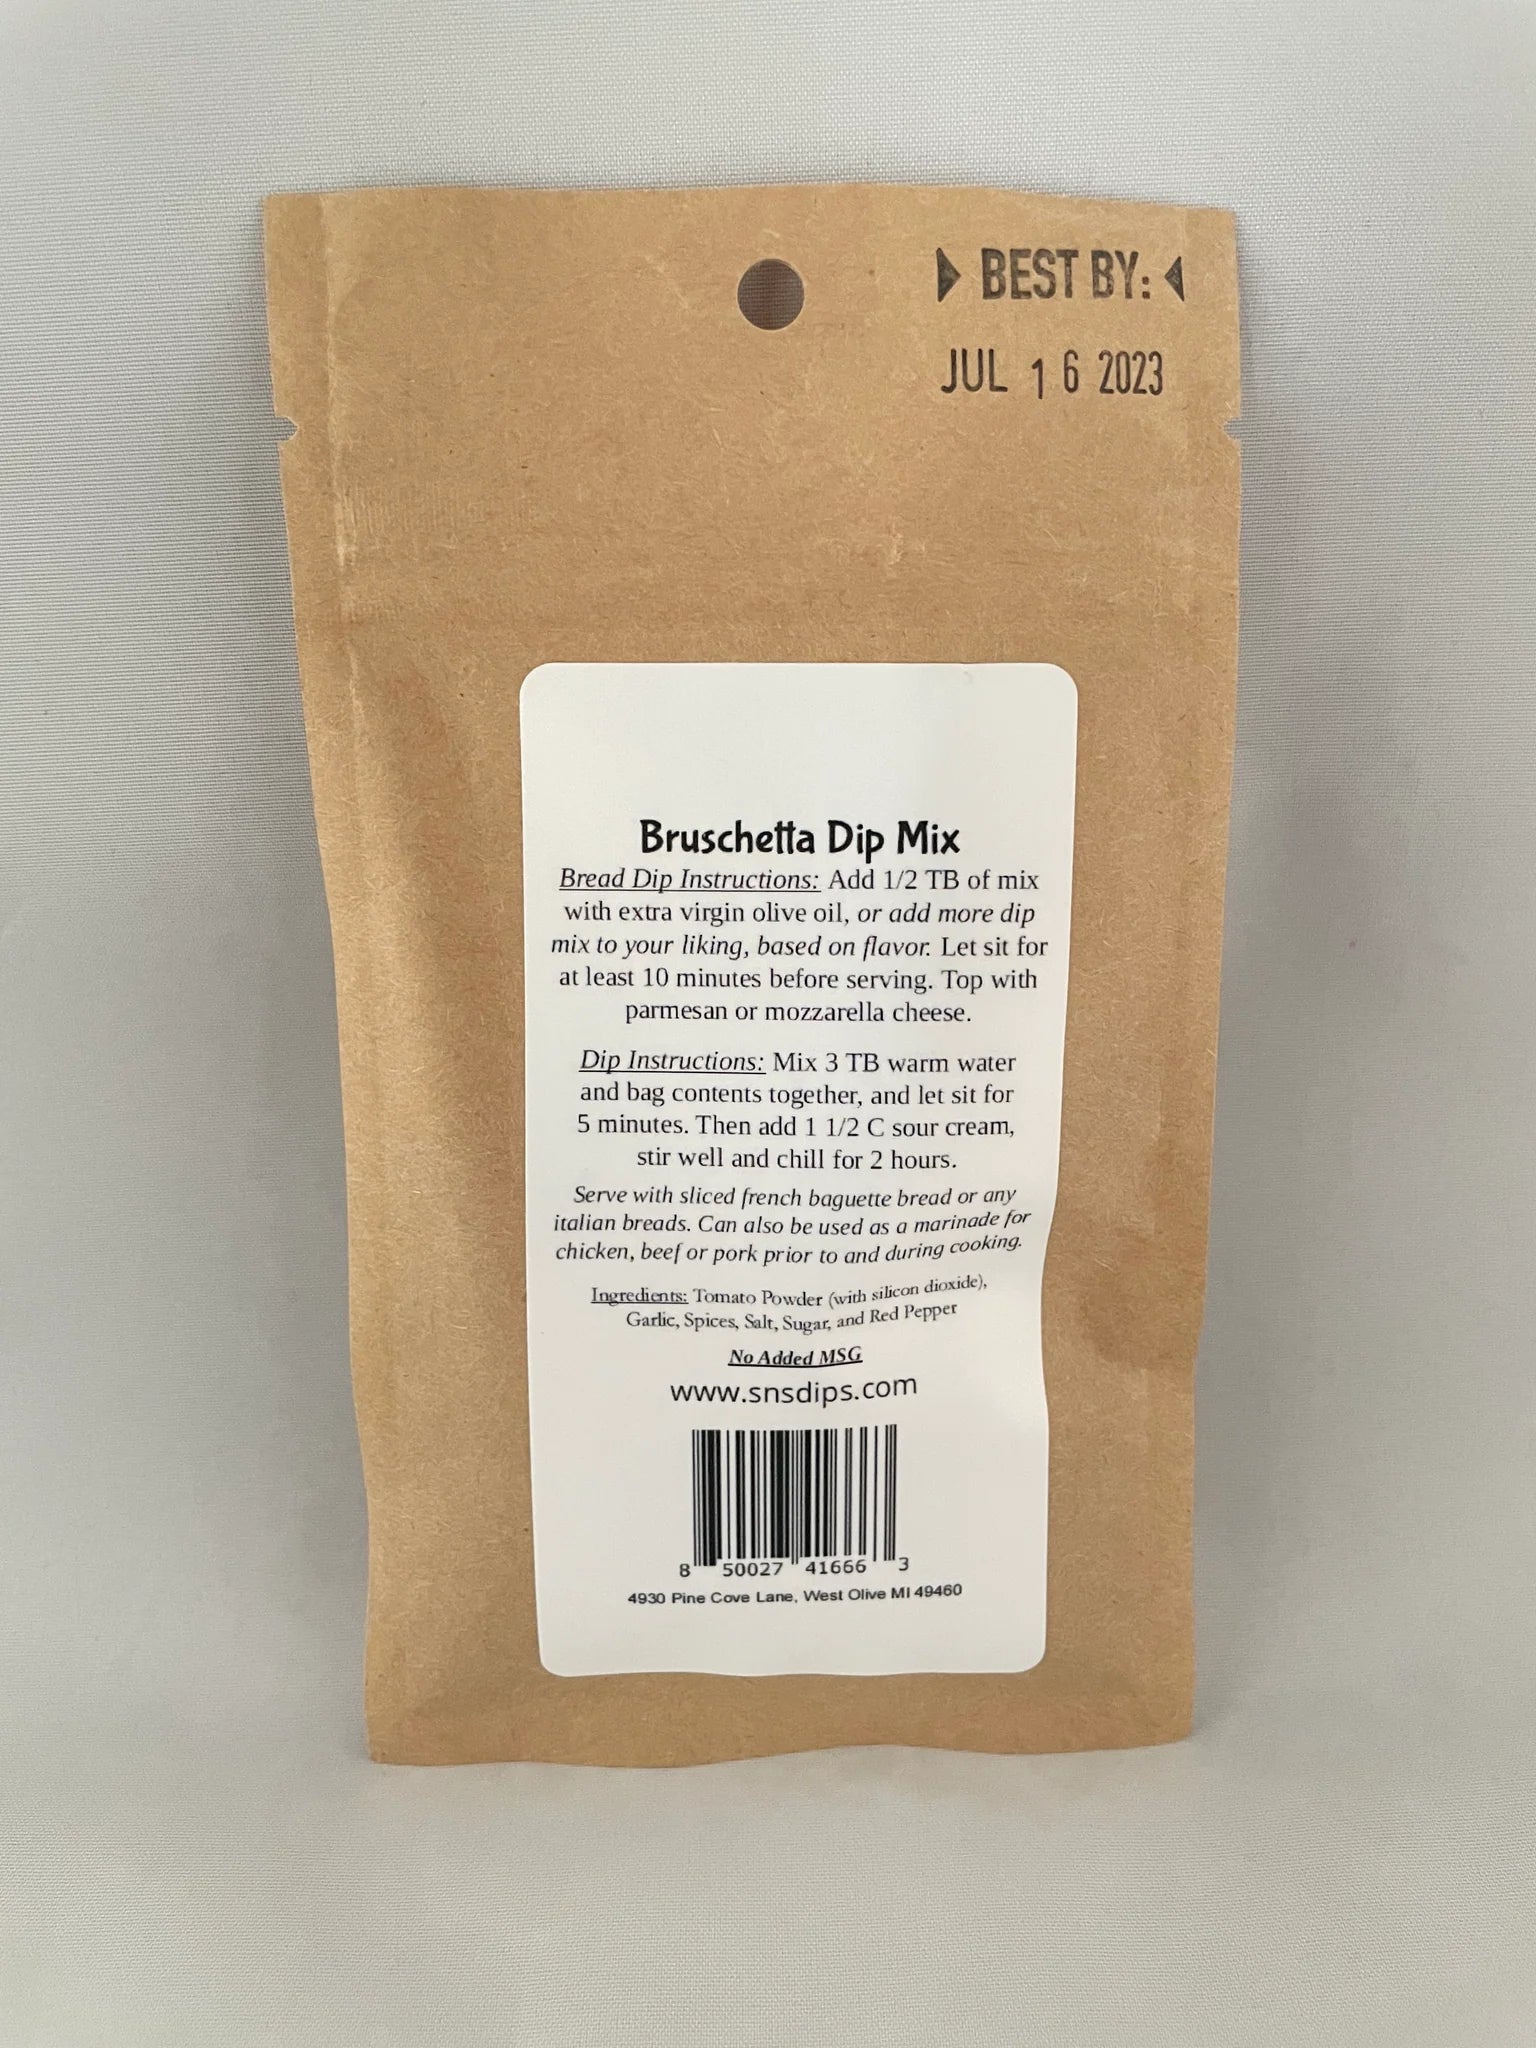 BEST BY:
JUL 16 2023
Bruschetta Dip Mix
Bread Dip Instructions: Add 1/2 TB of mix
with extra virgin olive oil, or add more dip
mix to your liking, based on flavor. Let sit for
at least 10 minutes before serving. Top with
parmesan or mozzarella cheese.
Dip Instructions: Mix 3 TB warm water
and bag contents together, and let sit for
5 minutes. Then add 1 1/2 C sour cream,
stir well and chill for 2 hours.
Serve with sliced french baguette bread or any
italian breads. Can also be used as a marinade for
chicken, beef or pork prior to and during cooking.
Ingredients: Tomato Powder (with silicon dioxide),
Garlic, Spices, Salt, Sugar, and Red Pepper
No Added MSG
www.snsdips.com
8 50027 41666 3
4930 Pine Cove Lane, West Olive MI 49460